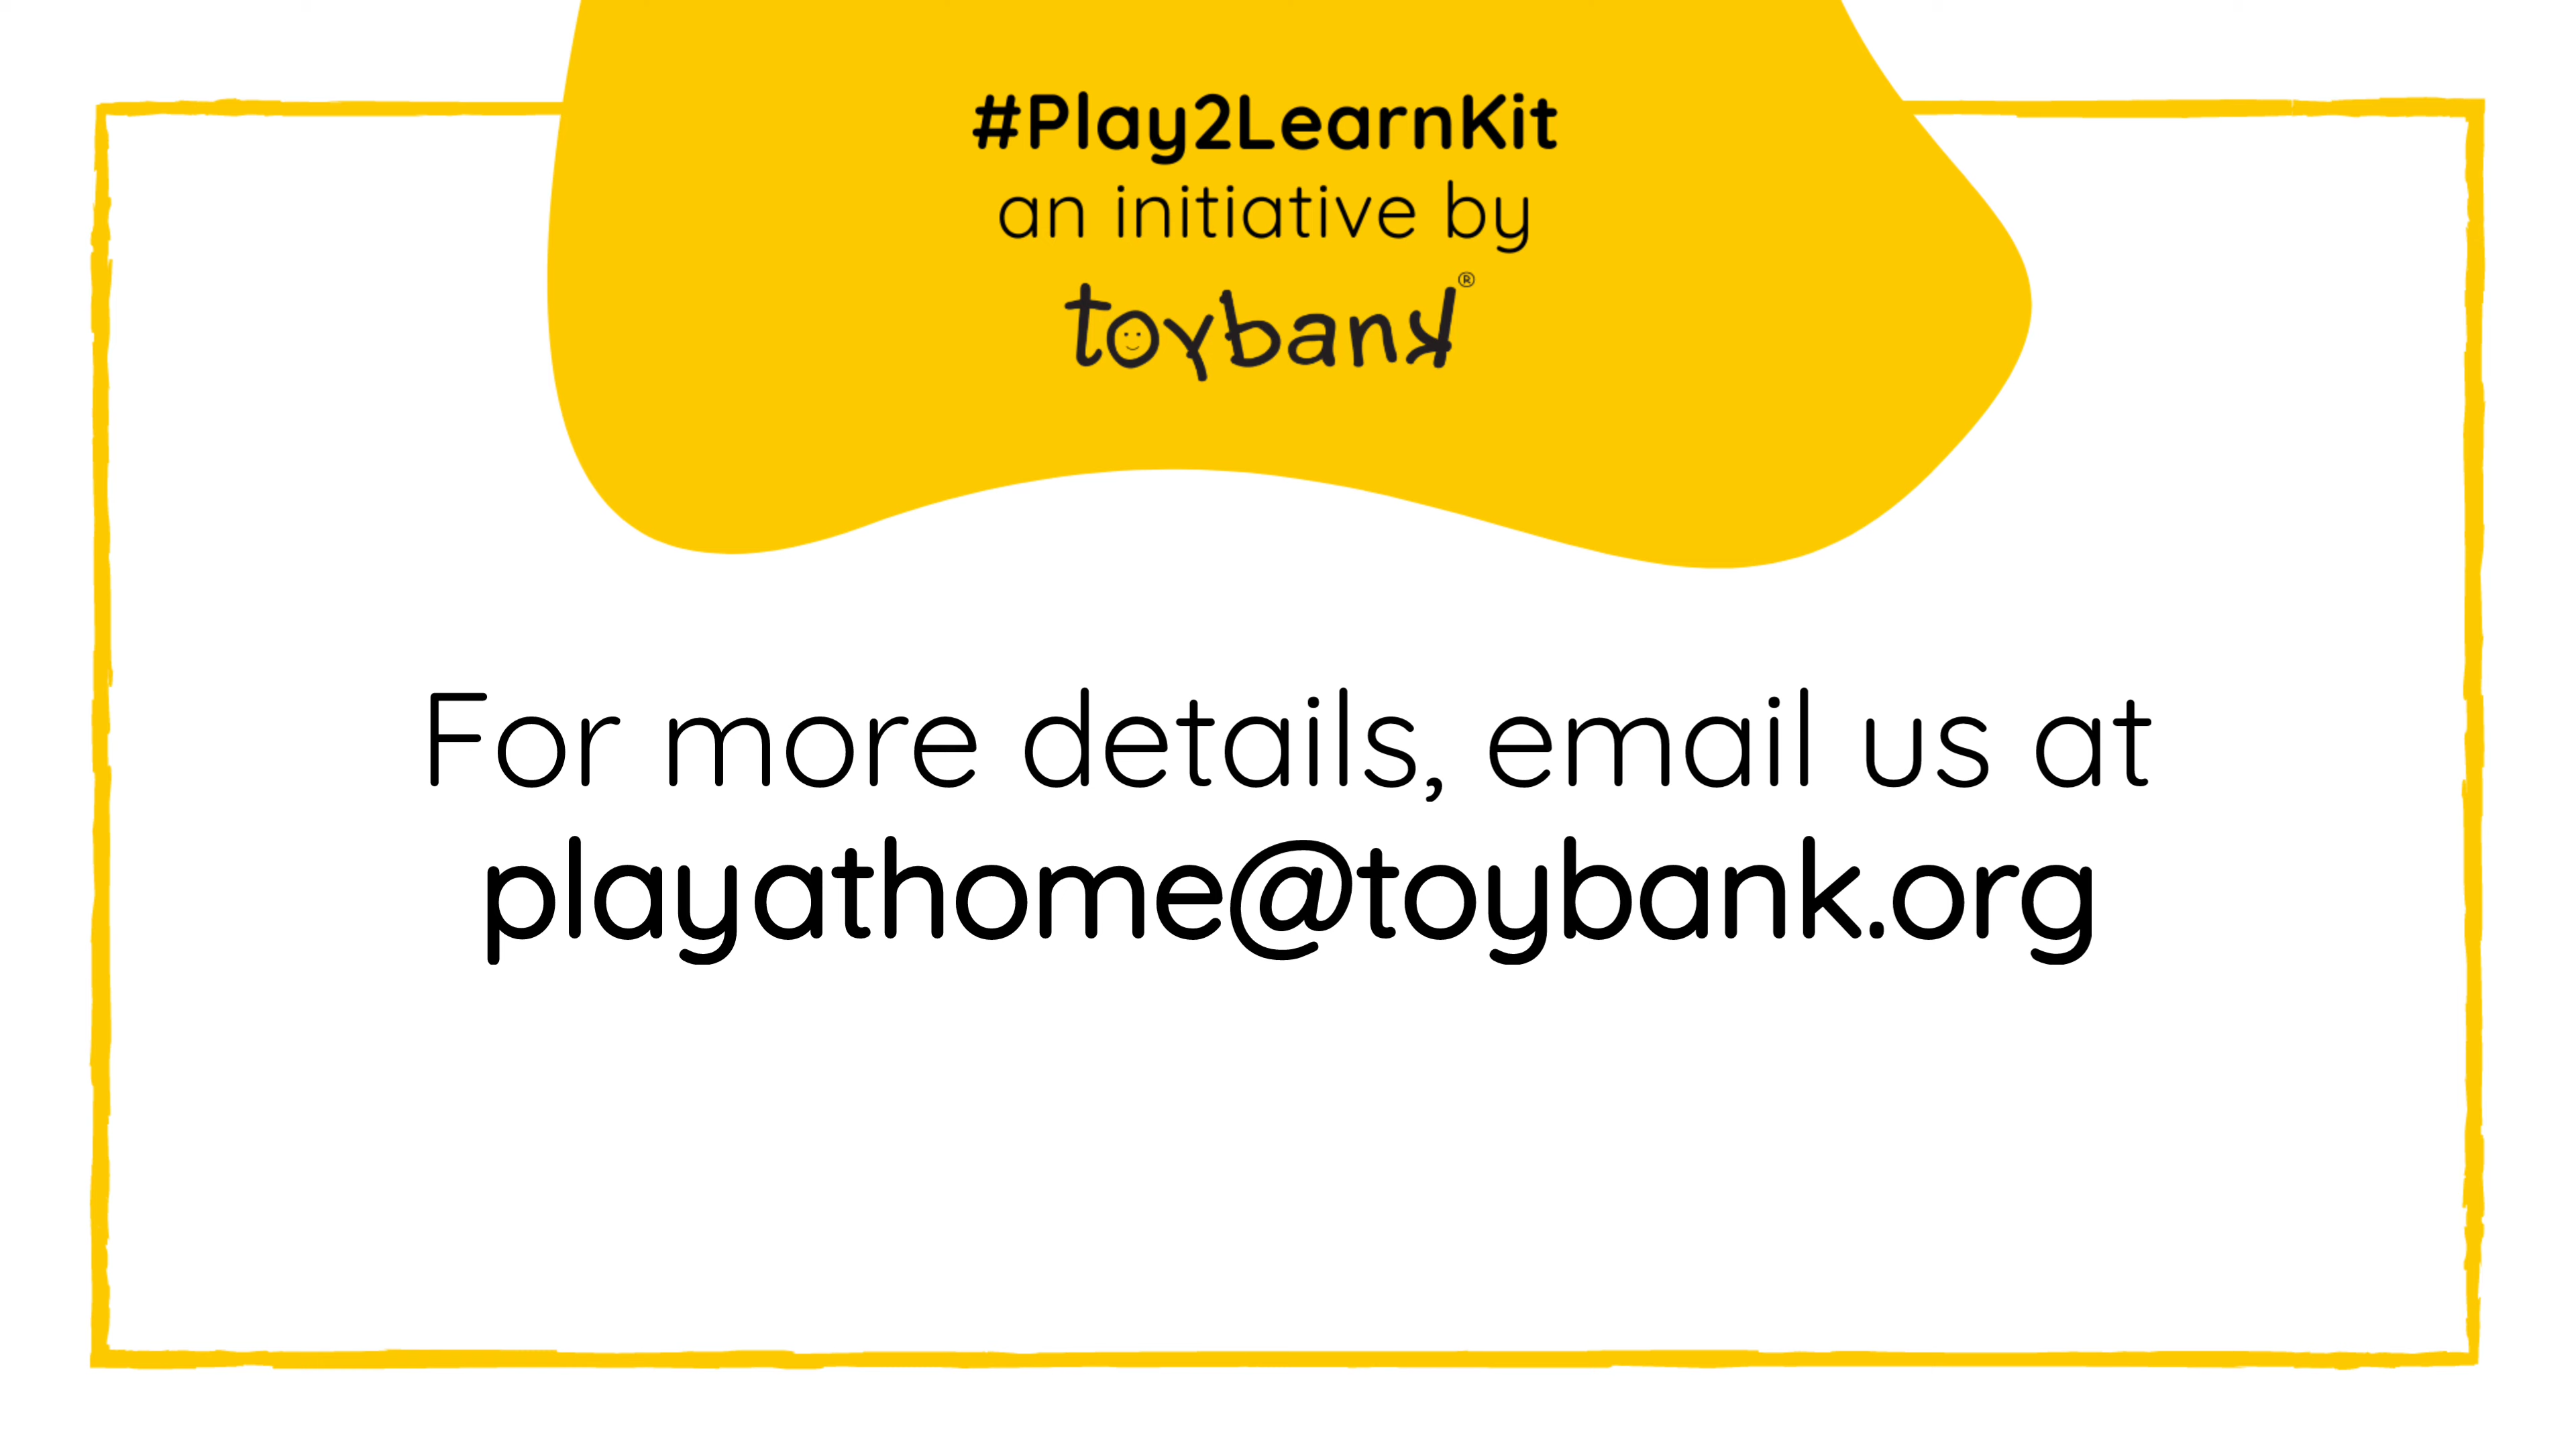 #Play2LearnKit
an initiative by
toybank®
For more details, email us at
playathome@toybank.org